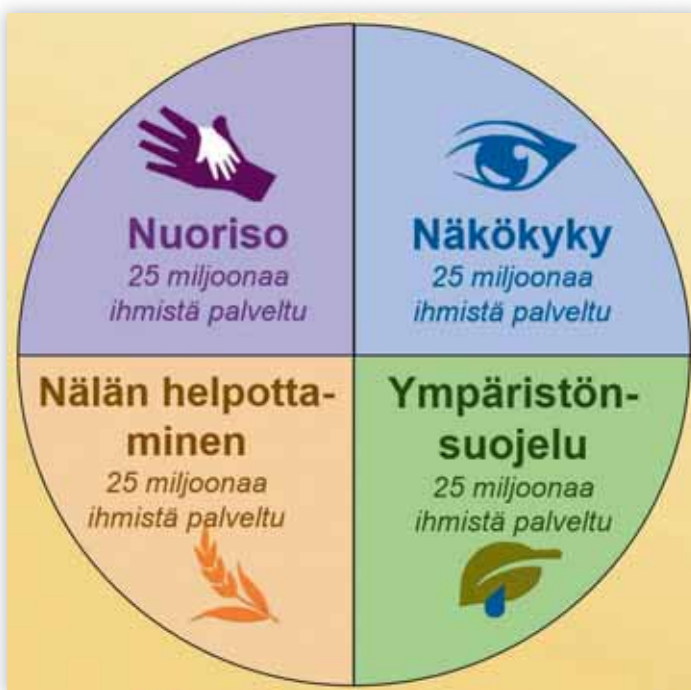 Nuoriso
25 miljoonaa
ihmistä palveltu
Näkökyky
25 miljoonaa
ihmistä palveltu
Nälän helpotta-
minen
25 miljoonaa
ihmistä palveltu
Ympäristön-
suojelu
25 miljoonaa
ihmistä palveltu